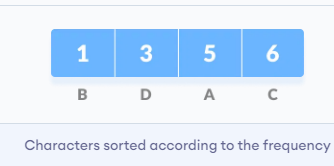 1 3 5 6
B D A C
Characters sorted according to the frequency